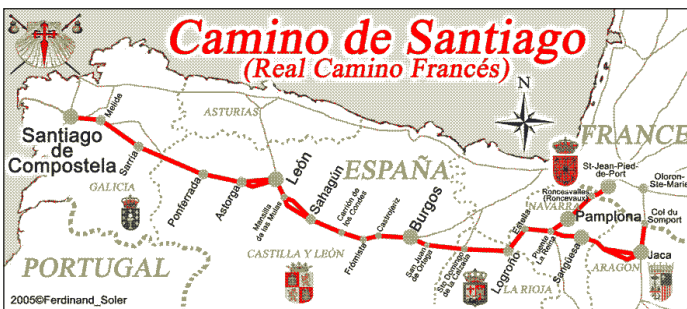 Camino de Santiago
(Real Camino Francés)
N
ASTURIAS
FRANCE
Melide
Santiago
de
Compostela
Sarria
GALICIA
Ponferrada
Astorga
León
Mansilla
de las Mulas
Sahagún
ESPAÑA
Carrión de
los Condes
Frómista
Castrojeriz
Burgos
San Juan
de Ortega
Sto Domingo
de la Calzada
Logroño
Estella
Puente
La Reina
NAVARRA
Pamplona
Roncesvalles
(Roncevaux)
St-Jean-Pied-
de-Port
Oloron-
Ste-Marie
Col du
Somport
Jaca
Sangüesa
ARAGON
LA RIOJA
CASTILLA Y LEÓN
PORTUGAL
2005©Ferdinand_Soler